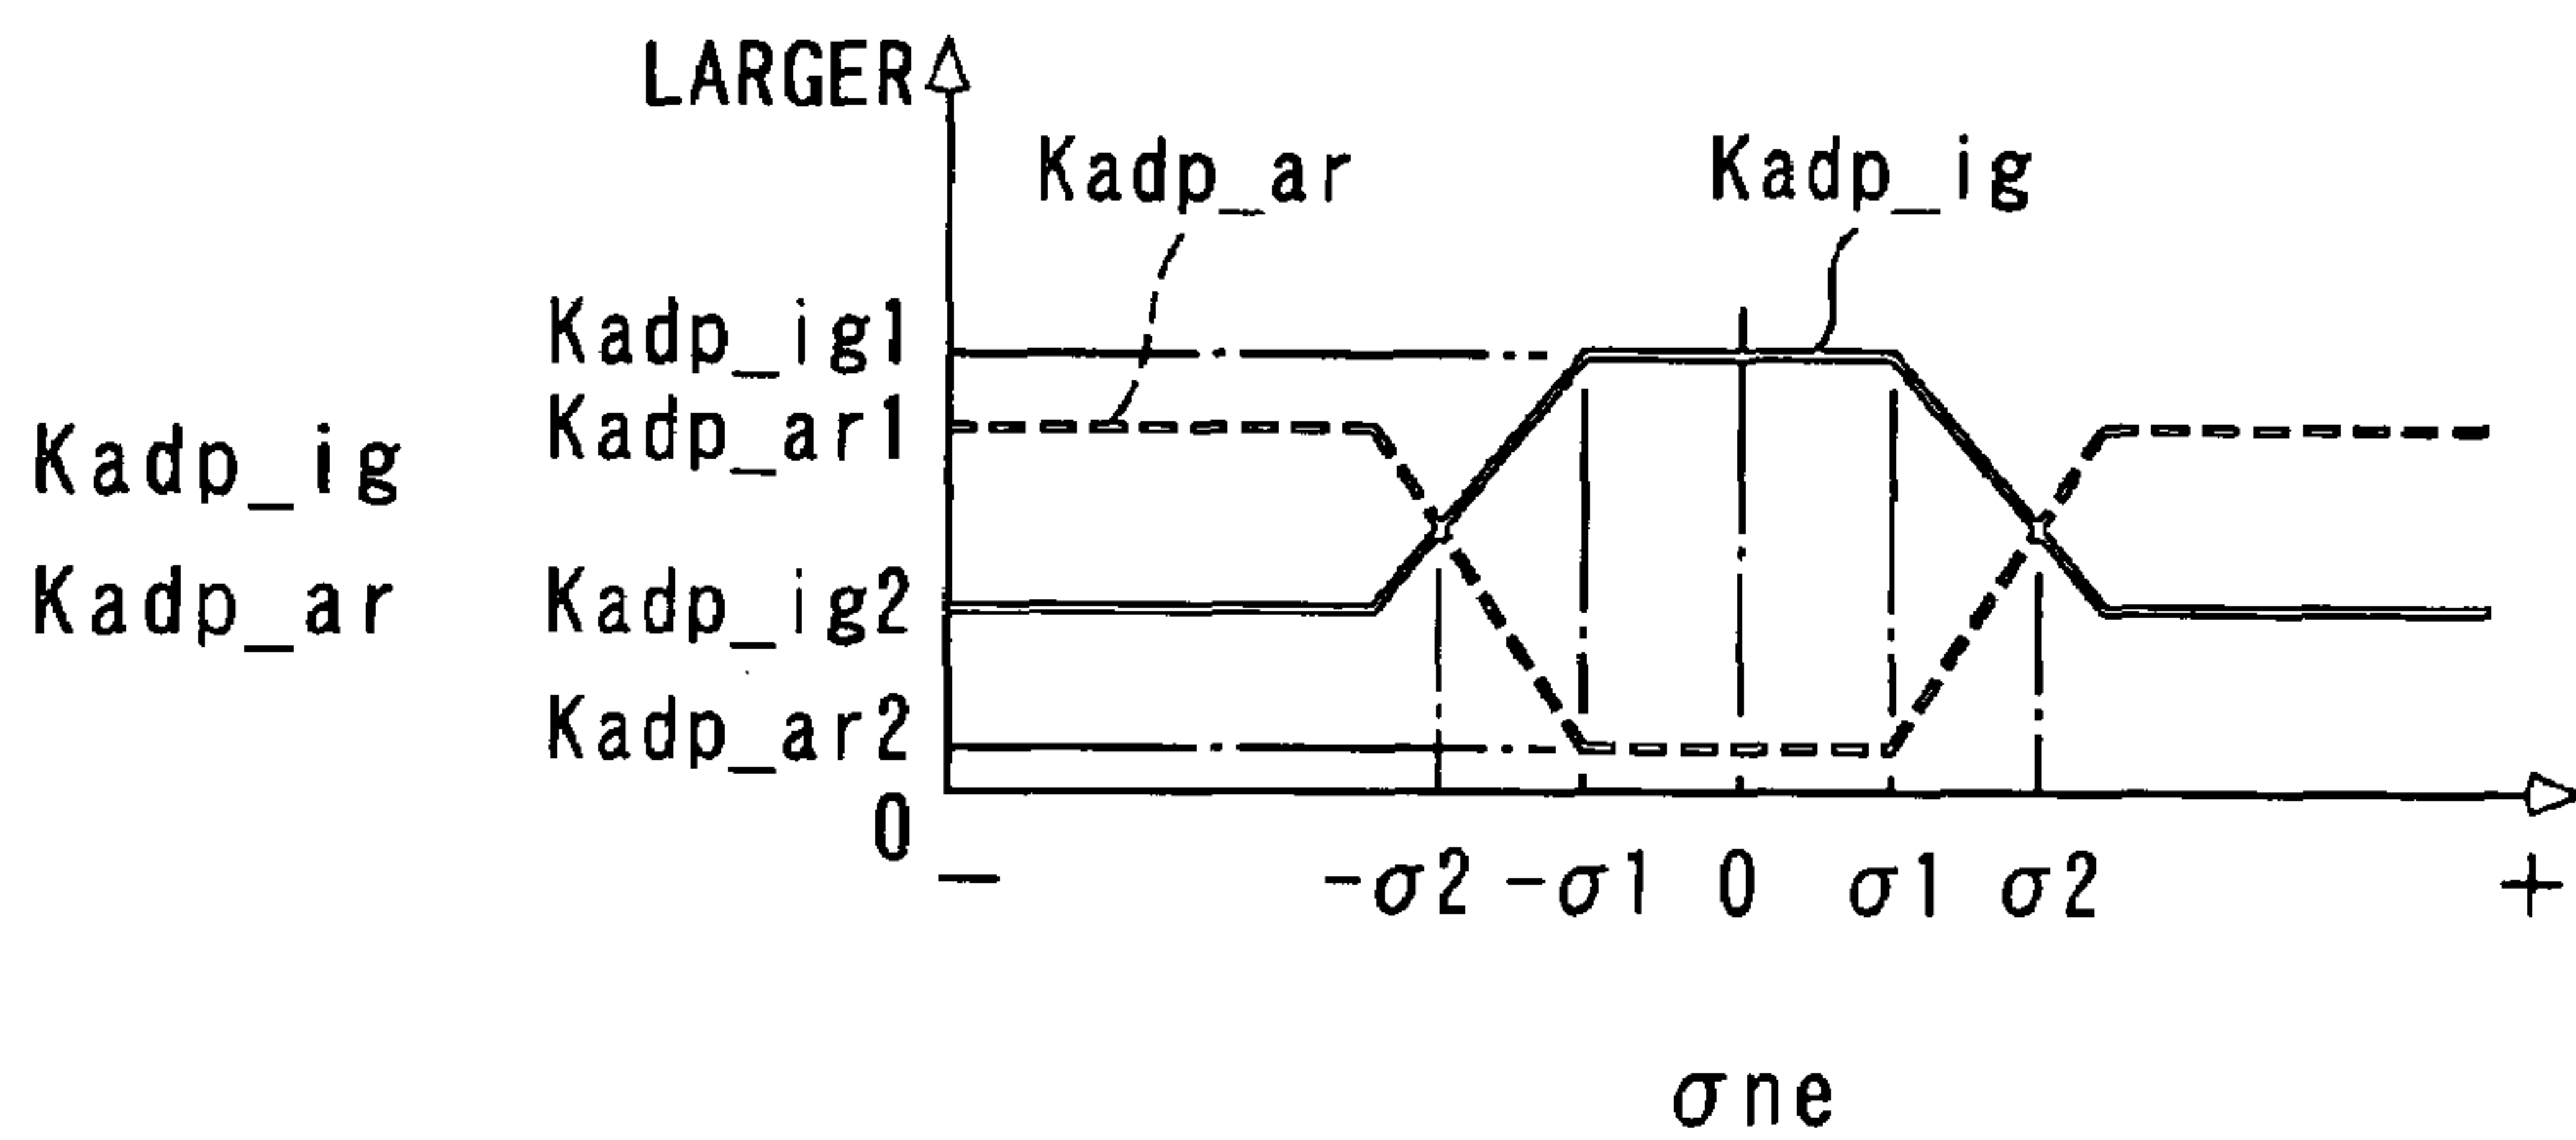 LARGER
Kadp_ar
Kadp_ig
Kadp_ig1
Kadp_ar1
Kadp_ig
Kadp_ar
Kadp_ig2
Kadp_ar2
0
− -σ2 -σ1 0 σ1 σ2 +
σne